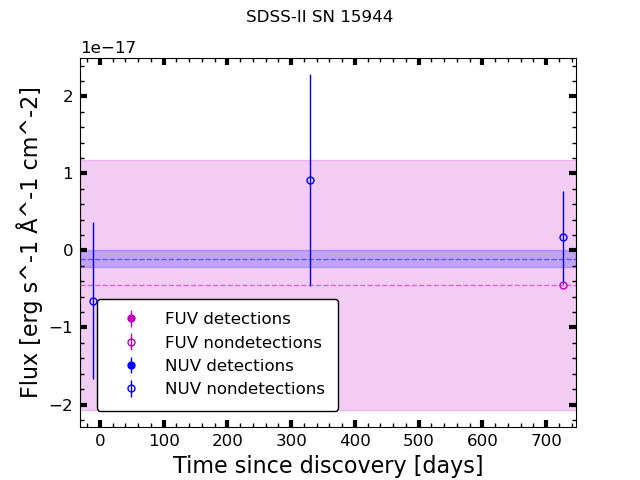 SDSS-II SN 15944
1e−17
2
1
0
−1
−2
Flux [erg s^-1 Å^-1 cm^-2]
FUV detections
FUV nondetections
NUV detections
NUV nondetections
0 100 200 300 400 500 600 700
Time since discovery [days]